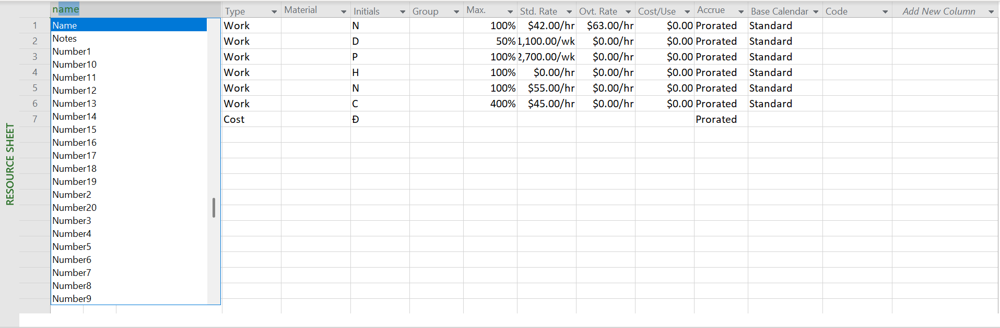 name Type Material Initials Group Max. Std. Rate Ovt. Rate Cost/Use Accrue Base Calendar Code Add New Column
1 Name Work N 100% $42.00/hr $63.00/hr $0.00 Prorated Standard
2 Notes Work D 50% 1,100.00/wk $0.00/hr $0.00 Prorated Standard
Number1
3 Work P 100% 2,700.00/wk $0.00/hr $0.00 Prorated Standard
Number10
4 Work H 100% $0.00/hr $0.00/hr $0.00 Prorated Standard
Number11
5 Number12 Work N 100% $55.00/hr $0.00/hr $0.00 Prorated Standard
6 Number13 Work C 400% $45.00/hr $0.00/hr $0.00 Prorated Standard
7 Number14 Cost Đ Prorated
Number15
Number16
Number17
Number18
Number19
Number2
Number20
Number3
Number4
Number5
Number6
Number7
Number8
Number9
RESOURCE SHEET